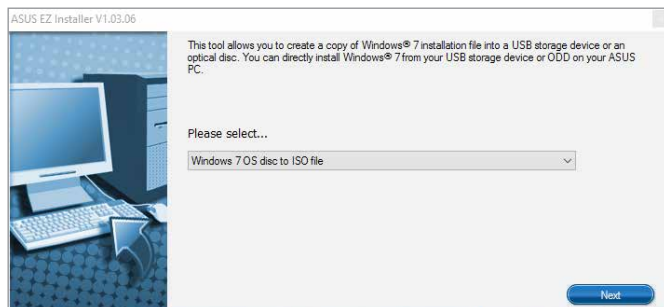 ASUS EZ Installer V1.03.06
This tool allows you to create a copy of Windows® 7 installation file into a USB storage device or an
optical disc. You can directly install Windows® 7 from your USB storage device or ODD on your ASUS
PC.
Please select...
Windows 7 OS disc to ISO file
Next